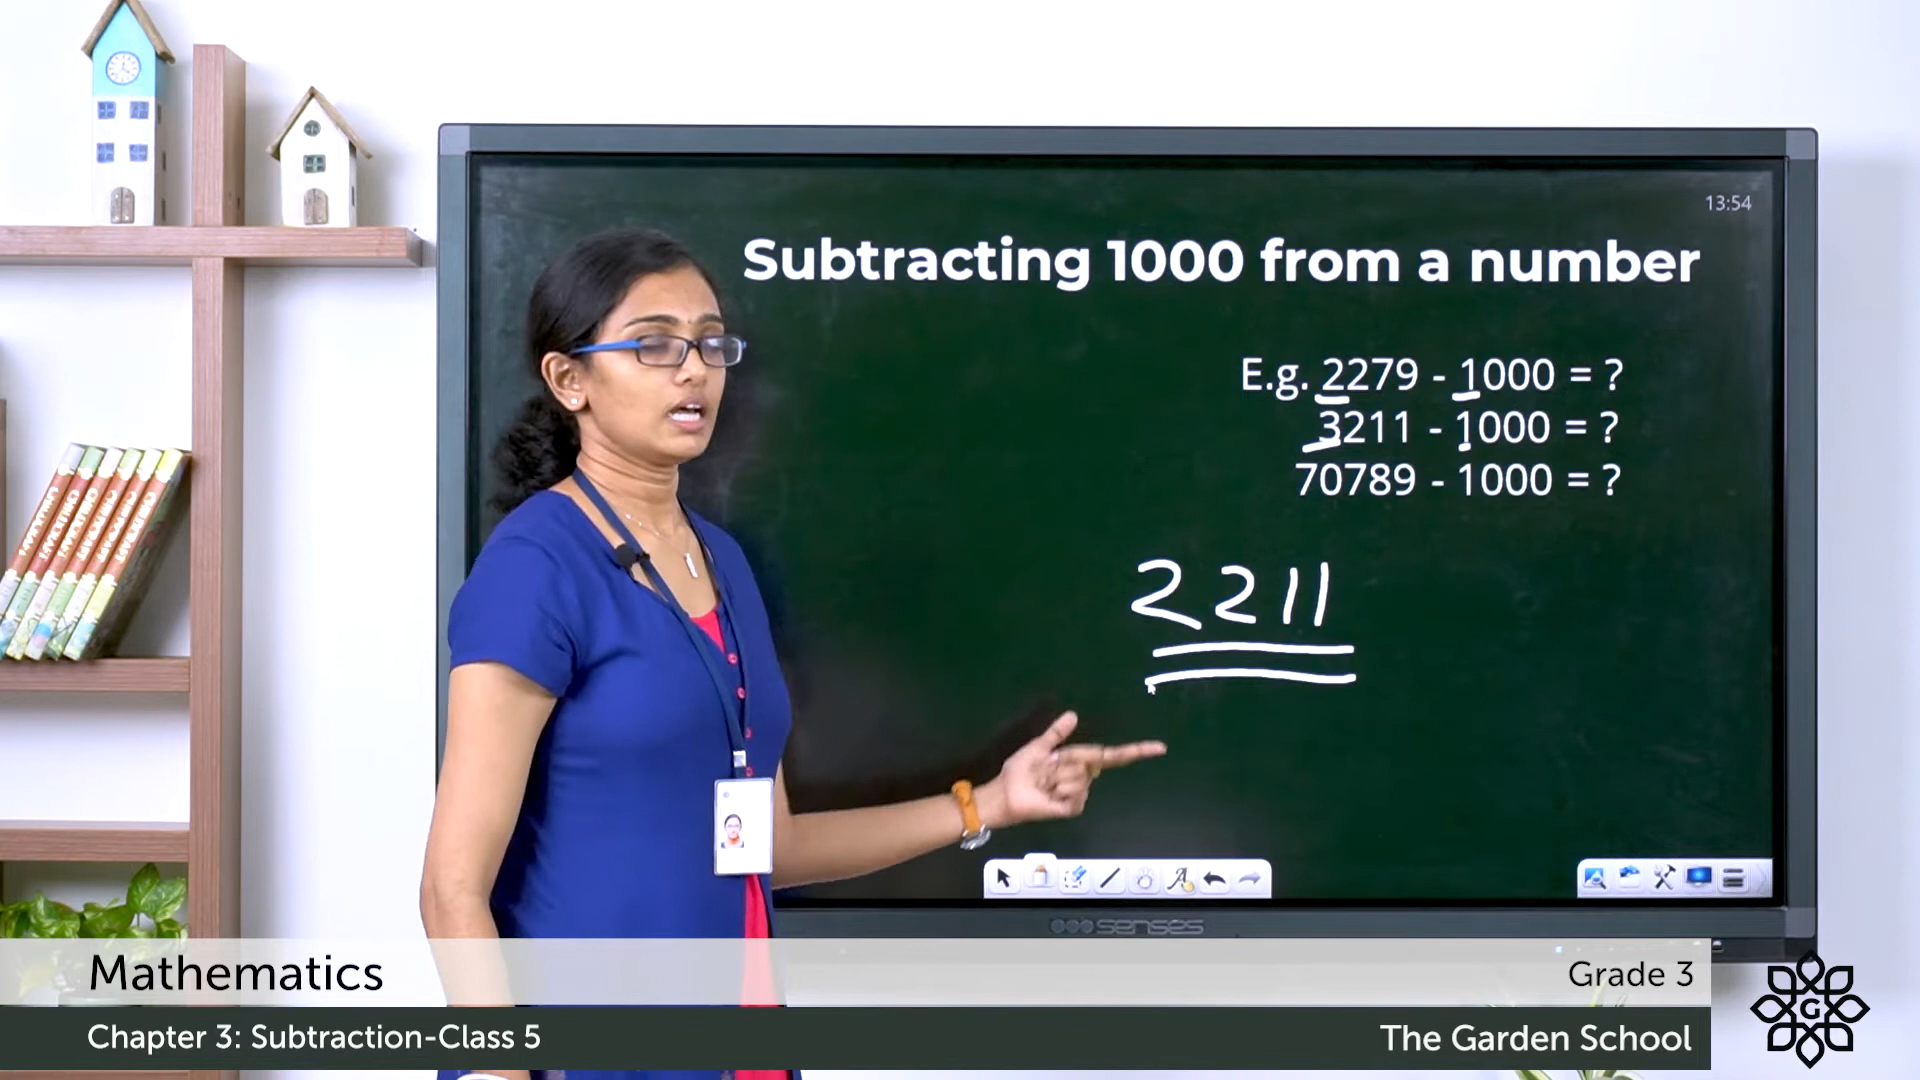 13:54
Subtracting 1000 from a number
E.g. 2279 - 1000 = ?
3211 - 1000 = ?
70789 - 1000 = ?
2211
senses
Mathematics
Grade 3
Chapter 3: Subtraction-Class 5
The Garden School
G